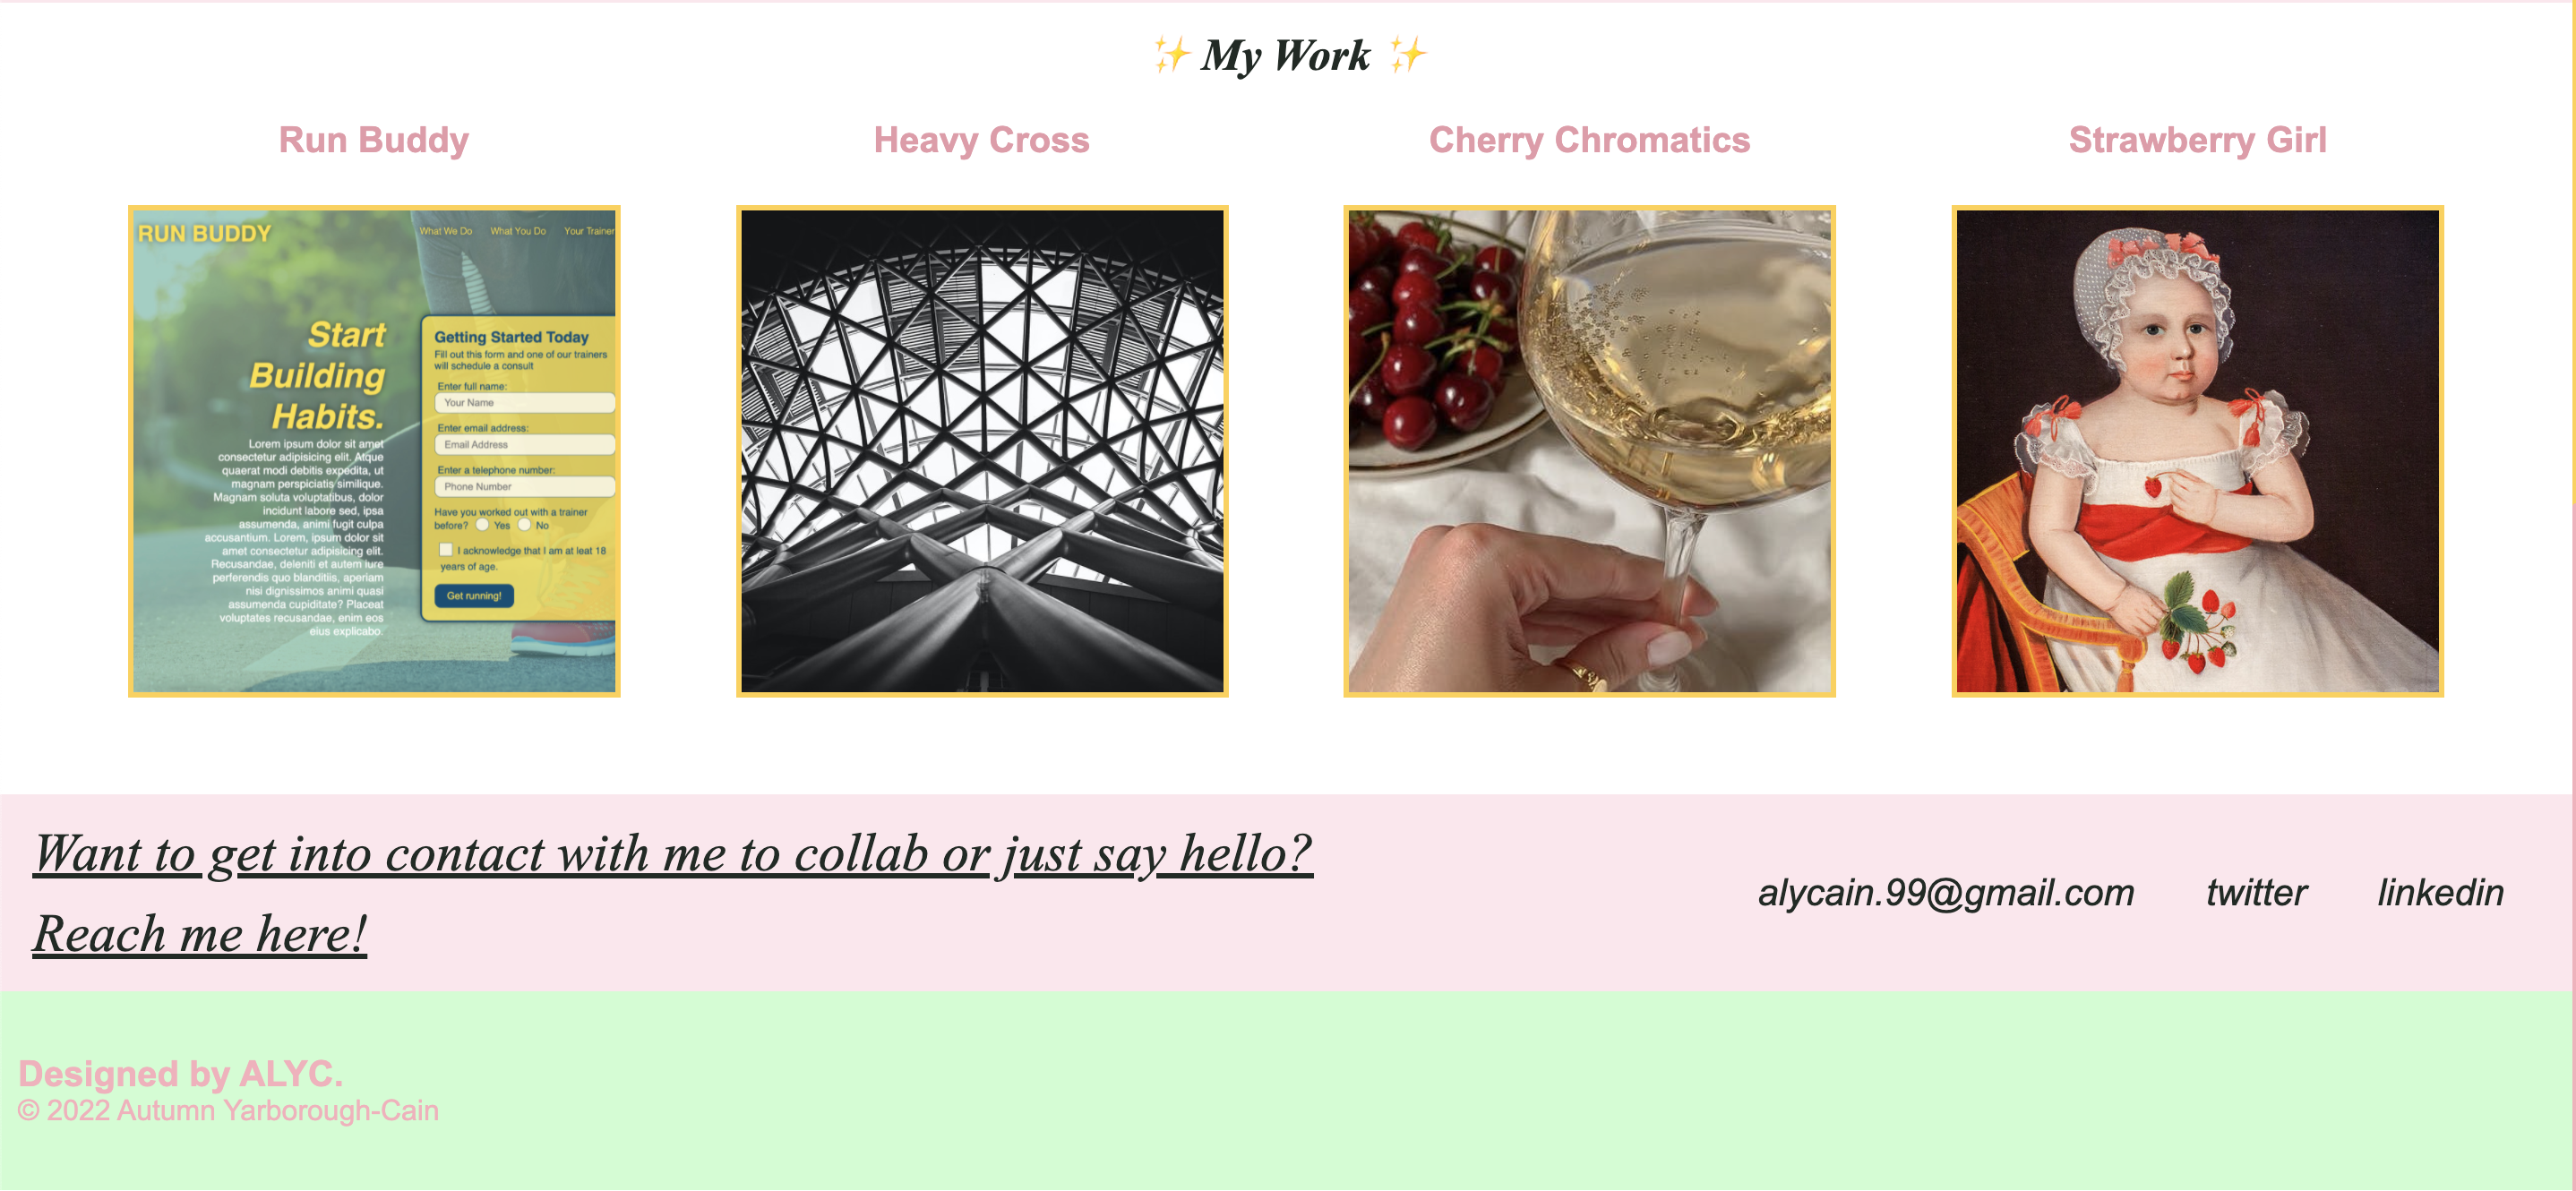 ✨ My Work ✨
Run Buddy
Heavy Cross
Cherry Chromatics
Strawberry Girl
RUN BUDDY
What We Do
What You Do
Your Trainer
Start
Building
Habits.
Lorem ipsum dolor sit amet
consectetur adipisicing elit. Atque
quaerat modi debitis expedita, ut
magnam perspiciatis similique.
Magnam soluta voluptatibus, dolor
incidunt labore sed, ipsa
assumenda, animi fugit culpa
accusantium. Lorem, ipsum dolor sit
amet consectetur adipisicing elit.
Recusandae, deleniti et autem iure
perferendis quo blanditiis, aperiam
nisi dignissimos animi quasi
assumenda cupiditate? Placeat
voluptates recusandae, enim eos
eius explicabo.
Getting Started Today
Fill out this form and one of our trainers
will schedule a consult
Enter full name:
Your Name
Enter email address:
Email Address
Enter a telephone number:
Phone Number
Have you worked out with a trainer
before? Yes No
I acknowledge that I am at leat 18
years of age.
Get running!
Want to get into contact with me to collab or just say hello?
Reach me here!
alycain.99@gmail.com
twitter
linkedin
Designed by ALYC.
© 2022 Autumn Yarborough-Cain